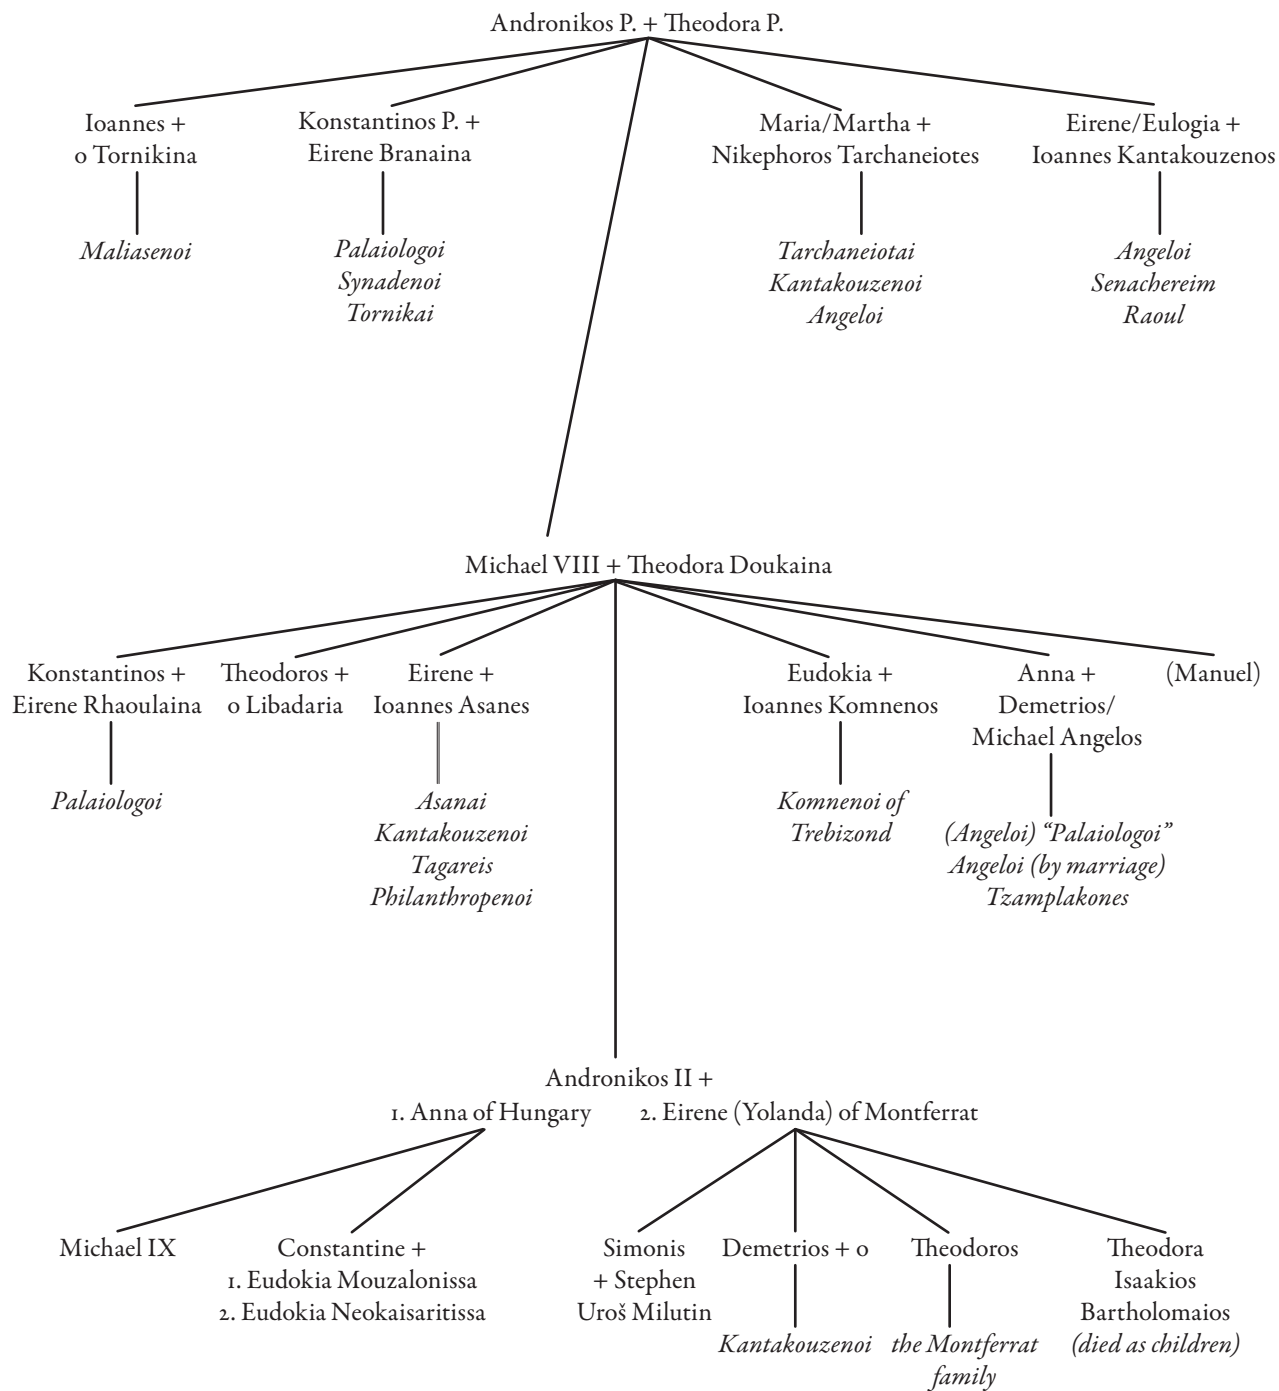 Andronikos P. + Theodora P.
Ioannes +
o Tornikina
Konstantinos P. +
Eirene Branaina
Maria/Martha +
Nikephoros Tarchaneiotes
Eirene/Eulogia +
Ioannes Kantakouzenos
Maliasenoi
Palaiologoi
Synadenoi
Tornikai
Tarchaneiotai
Kantakouzenoi
Angeloi
Angeloi
Senachereim
Raoul
Michael VIII + Theodora Doukaina
Konstantinos +
Eirene Rhaoulaina
Theodoros +
o Libadaria
Eirene +
Ioannes Asanes
Eudokia +
Ioannes Komnenos
Anna +
Demetrios/
Michael Angelos
(Manuel)
Palaiologoi
Asanai
Kantakouzenoi
Tagareis
Philanthropenoi
Komnenoi of
Trebizond
(Angeloi) “Palaiologoi”
Angeloi (by marriage)
Tzamplakones
Andronikos II +
1. Anna of Hungary
2. Eirene (Yolanda) of Montferrat
Michael IX
Constantine +
1. Eudokia Mouzalonissa
2. Eudokia Neokaisaritissa
Simonis
+ Stephen
Uroš Milutin
Demetrios + o
Kantakouzenoi
Theodoros
the Montferrat
family
Theodora
Isaakios
Bartholomaios
(died as children)